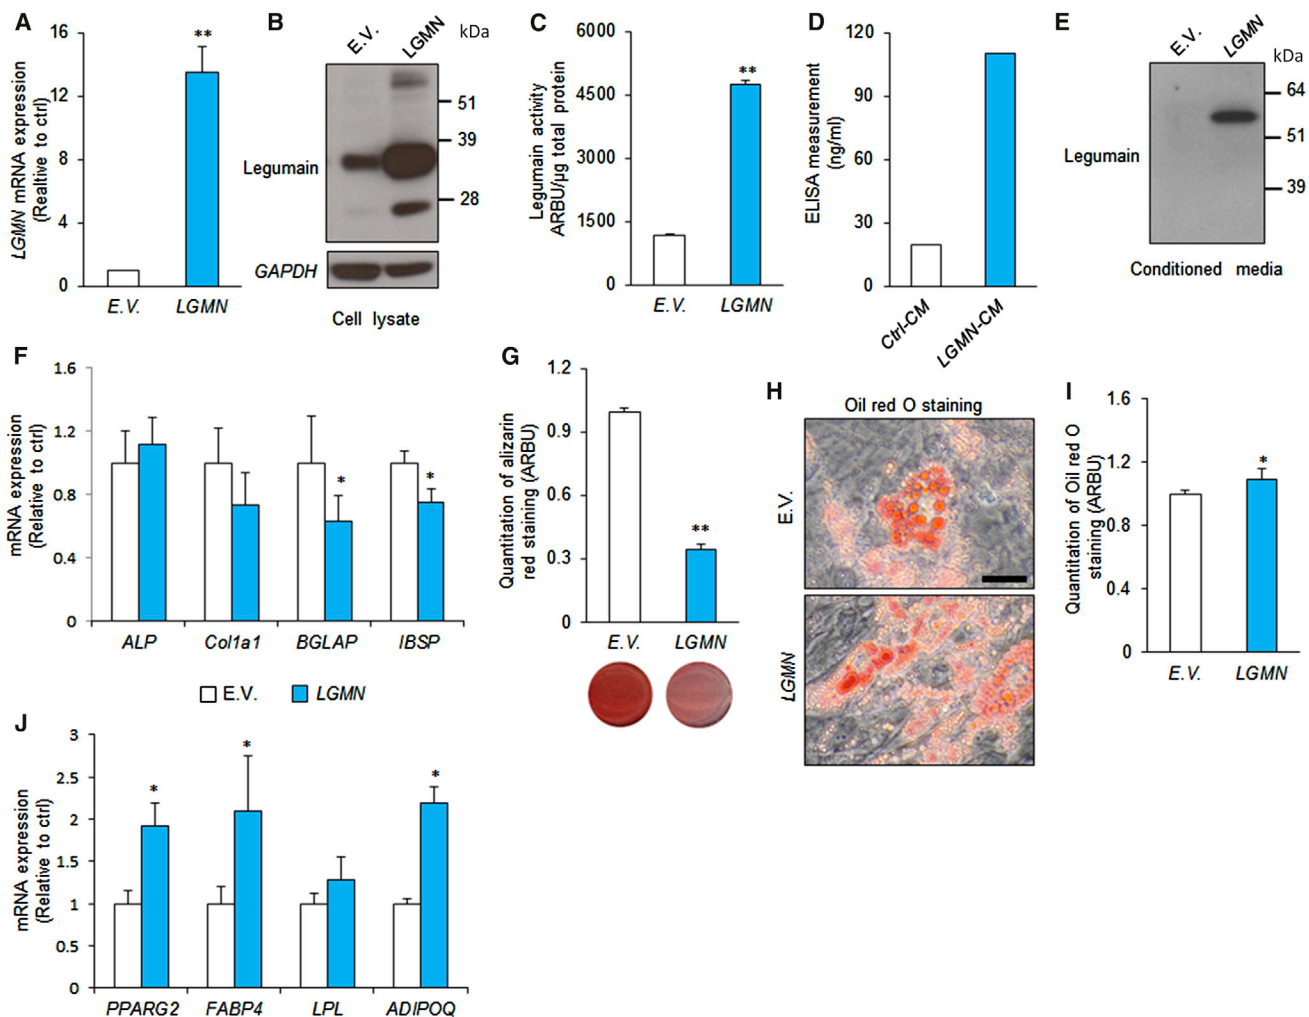 A
LGMN mRNA expression
(Realtive to ctrl)
16
12
8
4
0
**
E.V.
LGMN
B
E.V.
LGMN
kDa
51
39
28
Legumain
GAPDH
Cell lysate
C
Legumain activity
ARBU/µg total protein
6000
4500
3000
1500
0
**
E.V.
LGMN
D
ELISA measurement
(ng/ml)
120
90
60
30
0
Ctrl-CM
LGMN-CM
E
E.V.
LGMN
kDa
64
51
39
Legumain
Conditioned media
F
mRNA expression
(Relative to ctrl)
1.6
1.2
0.8
0.4
0
*
*
ALP
Col1a1
BGLAP
IBSP
E.V.
LGMN
G
Quantitation of alizarin
red staining (ARBU)
1.2
0.9
0.6
0.3
0
**
E.V.
LGMN
H
Oil red O staining
E.V.
LGMN
I
Quantitation of Oil red O
staining (ARBU)
1.6
1.2
0.8
0.4
0
*
E.V.
LGMN
J
mRNA expression
(Relative to ctrl)
3
2.5
2
1.5
1
0.5
0
*
*
*
PPARG2
FABP4
LPL
ADIPOQ